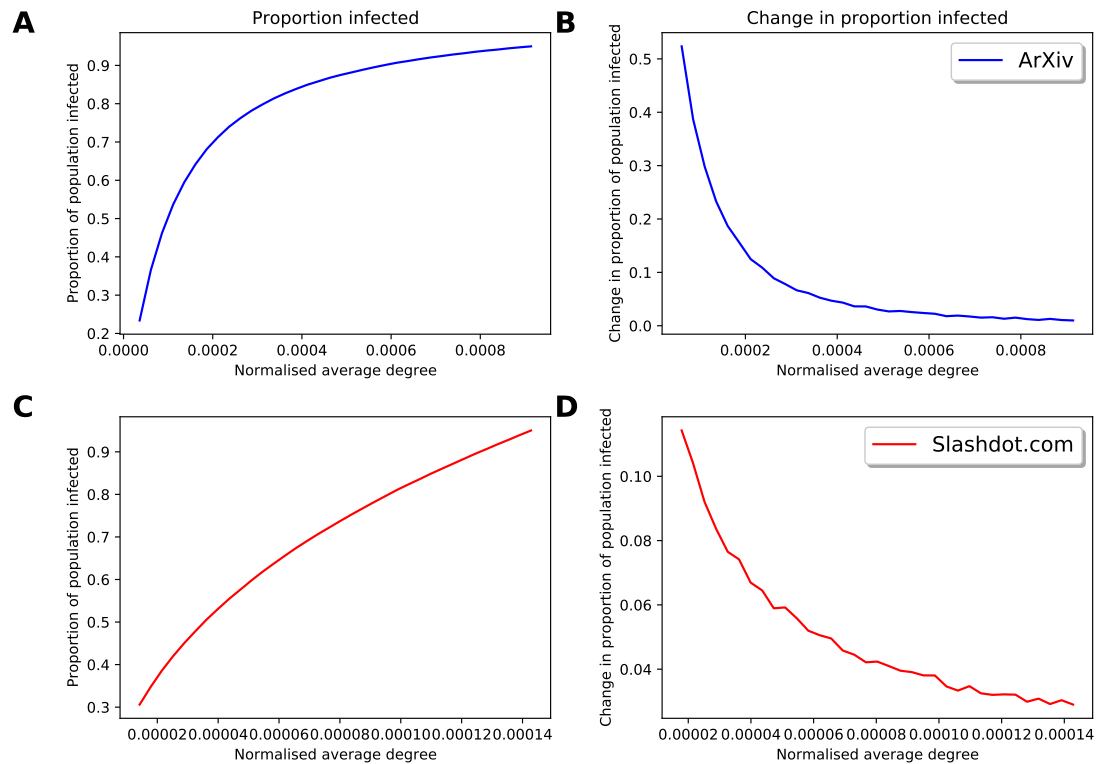 A
Proportion infected
Proportion of population infected
0.9
0.8
0.7
0.6
0.5
0.4
0.3
0.2
0.0000 0.0002 0.0004 0.0006 0.0008
Normalised average degree
B
Change in proportion infected
Change in proportion of population infected
ArXiv
0.5
0.4
0.3
0.2
0.1
0.0
0.0002 0.0004 0.0006 0.0008
Normalised average degree
C
Proportion of population infected
0.9
0.8
0.7
0.6
0.5
0.4
0.3
0.00002 0.00004 0.00006 0.00008 0.00010 0.00012 0.00014
Normalised average degree
D
Change in proportion of population infected
Slashdot.com
0.10
0.08
0.06
0.04
0.00002 0.00004 0.00006 0.00008 0.00010 0.00012 0.00014
Normalised average degree